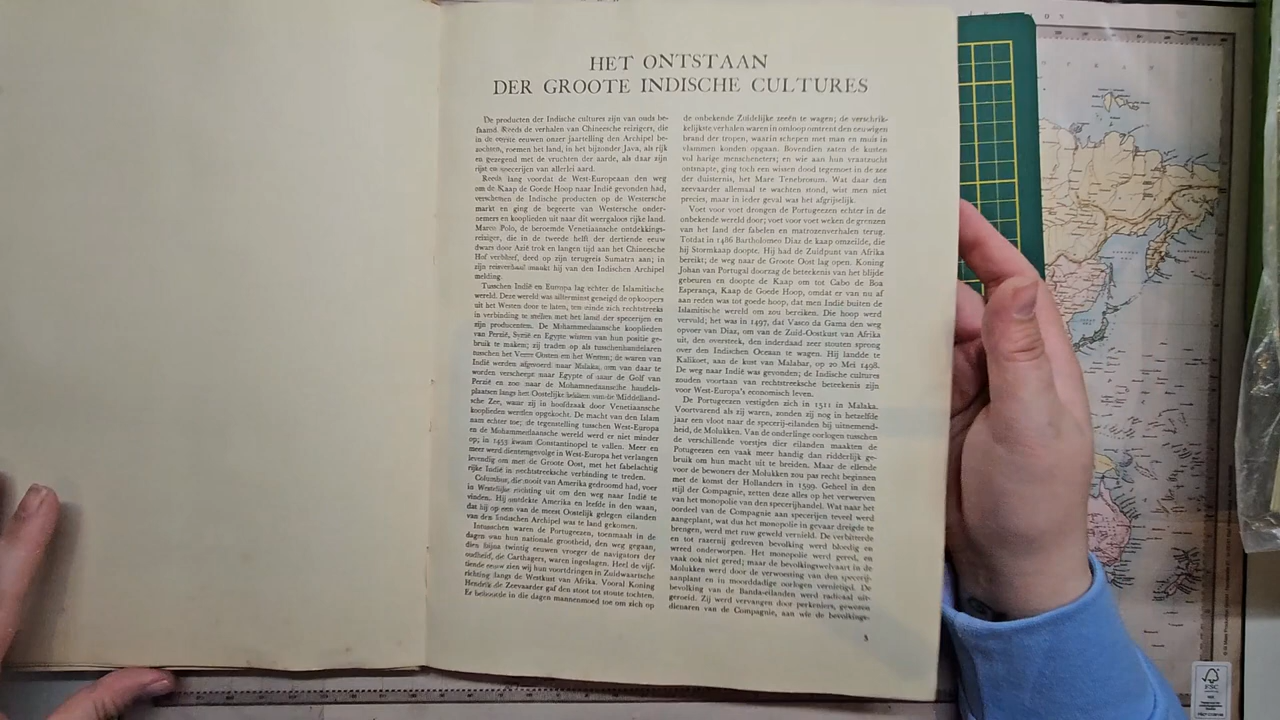 HET ONTSTAAN
DER GROOTE INDISCHE CULTURES
De producten der Indische cultures zijn van ouds be-
faamd. Reeds de verhalen van Chineesche reizigers, die
in de eerste eeuwen onzer jaartelling den Archipel be-
zochten, roemen het land, in het bijzonder Java, als rijk
en gezegend met de vruchten der aarde, als daar zijn
rijst en specerijen van allerlei aard.
Reeds lang voordat de West-Europeaan den weg
om de Kaap de Goede Hoop naar Indië gevonden had,
verschenen de Indische producten op de Westersche
markt en ging de begeerte van Westersche onder-
nemers en kooplieden uit naar dit weergaloos rijke land.
Marco Polo, de beroemde Venetiaansche ontdekkings-
reiziger, die in de tweede helft der dertiende eeuw
dwars door Azië trok en langen tijd aan het Chineesche
Hof verbleef, deed op zijn terugreis Sumatra aan; in
zijn reisverhaal maakt hij van den Indischen Archipel
melding.
Tusschen Indië en Europa lag echter de Islamitische
wereld. Deze wereld was uiterminst geneigd de opkoopers
uit het Westen door te laten, ten einde zich rechtstreeks
in verbinding te stellen met het land der specerijen en
zijn producenten. De Mohammedaansche kooplieden
van Perzië, Syrië en Egypte wisten van hun positie ge-
bruik te maken; zij traden op als tusschenhandelaren
tusschen het Verre Oosten em het Westen; de waren van
Indië werden afgevoerd naar Malaka, om van daar te
worden verscheept naar Egypte of naar de Golf van
Perzië en zoo naar de Mohammedaansche handels-
plaatsen langs het Oostelijke bekken van de Middelland-
sche Zee, waar zij in hoofdzaak door Venetiaansche
kooplieden werden opgekocht. De macht van den Islam
nam echter toe; de tegenstelling tusschen West-Europa
en de Mohammedaansche wereld werd er niet minder
op; in 1453 kwam Constantinopel te vallen. Meer en
meer werd dientengevolge in West-Europa het verlangen
levendig om met de Groote Oost, met het fabelachtig
rijke Indië in rechtstreeksche verbinding te treden.
Columbus, die nooit van Amerika gedroomd had, voer
in Westelijke richting uit om den weg naar Indië te
vinden. Hij ontdekte Amerika en leefde in den waan,
dat hij op een van de meest Oostelijk gelegen eilanden
van den Indischen Archipel was te land gekomen.
Intusschen waren de Portugeezen, toenmaals in de
dagen van hun nationale grootheid, den weg gegaan,
dien bijna twintig eeuwen vroeger de navigators der
oudheid, de Carthagers, waren ingeslagen. Heel de vijf-
tiende eeuw zien wij hun voortdringen in Zuidwaartsche
richting langs de Westkust van Afrika. Vooral Koning
Hendrik de Zeevaarder gaf den stoot tot stoute tochten.
Er behoorde in die dagen mannenmoed toe om zich op
de onbekende Zuidelijke zeeën te wagen; de verschrik-
kelijkste verhalen waren in omloop omtrent den eeuwigen
brand der tropen, waarin schepen met man en muis in
vlammen konden opgaan. Bovendien zaten de kusten
vol harige menscheneters; en wie aan hun vraatzucht
ontsnapte, ging toch een wissen dood tegemoet in de zee
der duisternis, het Mare Tenebrosum. Wat daar den
zeevaarder allemaal te wachten stond, wist men niet
precies, maar in ieder geval was het afgrijselijk.
Voet voor voet drongen de Portugeezen echter in de
onbekende wereld door; voet voor voet weken de grenzen
van het land der fabelen en matrozenverhalen terug.
Totdat in 1486 Bartholomeo Diaz de kaap omzeilde, die
hij Stormkaap doopte. Hij had de Zuidpunt van Afrika
bereikt; de weg naar de Groote Oost lag open. Koning
Johan van Portugal doorzag de beteekenis van het blijde
gebeuren en doopte de Kaap om tot Cabo de Boa
Esperança, Kaap de Goede Hoop, omdat er van nu af
aan reden was tot goede hoop, dat men Indië buiten de
Islamitische wereld om zou bereiken. Die hoop werd
vervuld; het was in 1497, dat Vasco da Gama den weg
opvoer van Diaz, om van de Zuid-Oostkust van Afrika
uit, den oversteek, den inderdaad zeer stouten sprong
over den Indischen Oceaan te wagen. Hij landde te
Kalikoet, aan de kust van Malabar, op 20 Mei 1498.
De weg naar Indië was gevonden; de Indische cultures
zouden voortaan van rechtstreeksche beteekenis zijn
voor West-Europa's economisch leven.
De Portugeezen vestigden zich in 1511 in Malaka.
Voortvarend als zij waren, zonden zij nog in hetzelfde
jaar een vloot naar de specerij-eilanden bij uitnemend-
heid, de Molukken. Van de onderlinge oorlogen tusschen
de verschillende vorstjes dier eilanden maakten de
Potugeezen een vaak meer handig dan ridderlijk ge-
bruik om hun macht uit te breiden. Maar de ellende
voor de bewoners der Molukken zou pas recht beginnen
met de komst der Hollanders in 1599. Geheel in den
stijl der Compagnie, zetten deze alles op het verwerven
van het monopolie van den specerijhandel. Wat naar het
oordeel van de Compagnie aan specerijen teveel werd
aangeplant, wat dus het monopolie in gevaar dreigde te
brengen, werd met ruw geweld vernield. De verbitterde
en tot razernij gedreven bevolking werd bloedig en
wreed onderworpen. Het monopolie werd gered, en
vaak ook niet gered; maar de bevolkingswelvaart in de
Molukken werd door de verwoesting van den specerij-
aanplant en in moorddadige oorlogen vernietigd. De
bevolking van de Banda-eilanden werd radicaal uit-
geroeid. Zij werd vervangen door perkeniers, gewezen
dienaren van de Compagnie, aan wie de bevolkings-
3
FSC